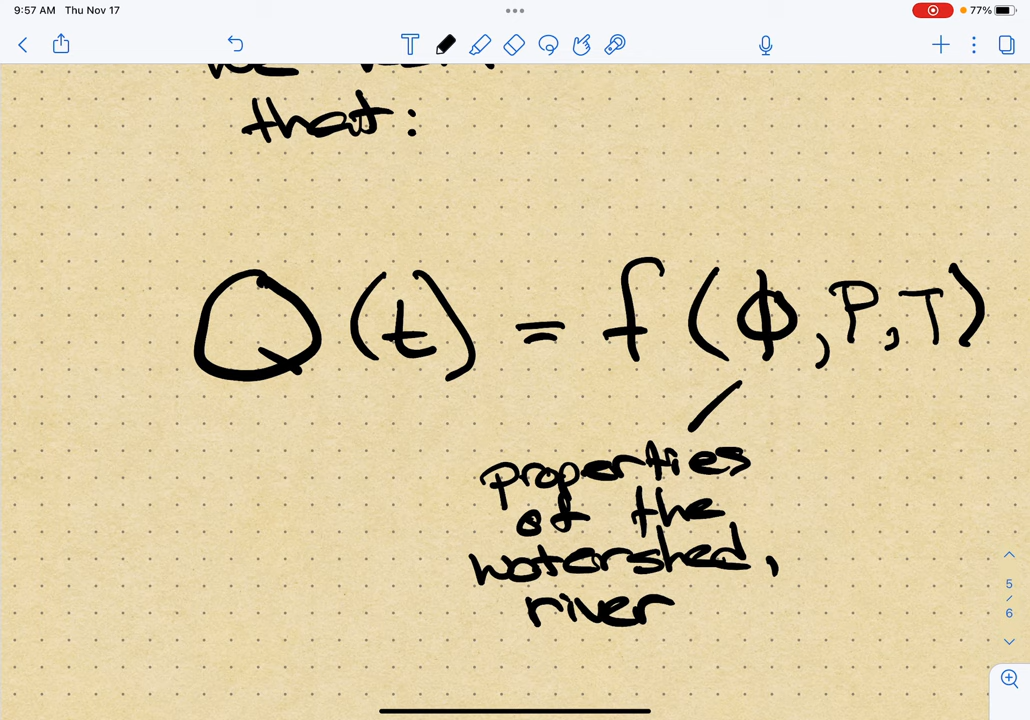 9:57 AM Thu Nov 17
77%
that:
Q(t) = f(ϕ, P, T)
properties
of the
watershed,
river
5
/
6